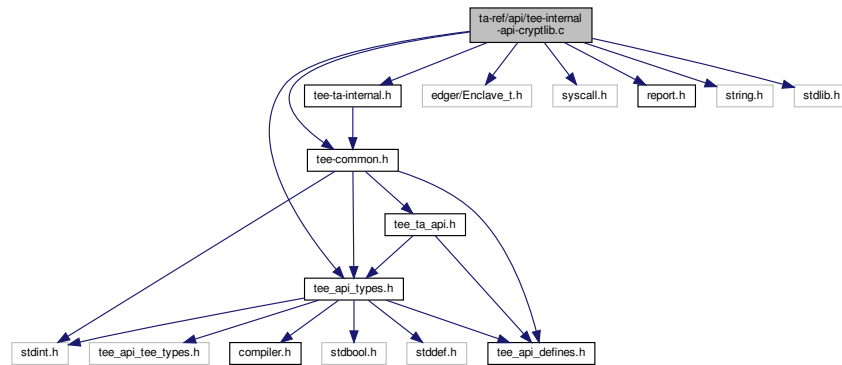 ta-ref/api/tee-internal
-api-cryptlib.c
tee-ta-internal.h
edger/Enclave_t.h
syscall.h
report.h
string.h
stdlib.h
tee-common.h
tee_ta_api.h
tee_api_types.h
stdint.h
tee_api_tee_types.h
compiler.h
stdbool.h
stddef.h
tee_api_defines.h